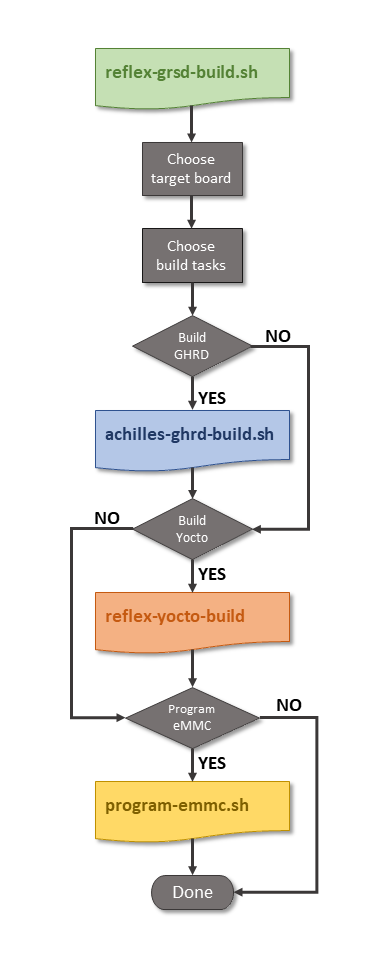 reflex-grsd-build.sh
Choose
target board
Choose
build tasks
Build
GHRD
NO
YES
achilles-ghrd-build.sh
NO
Build
Yocto
YES
reflex-yocto-build
Program
eMMC
NO
YES
program-emmc.sh
Done